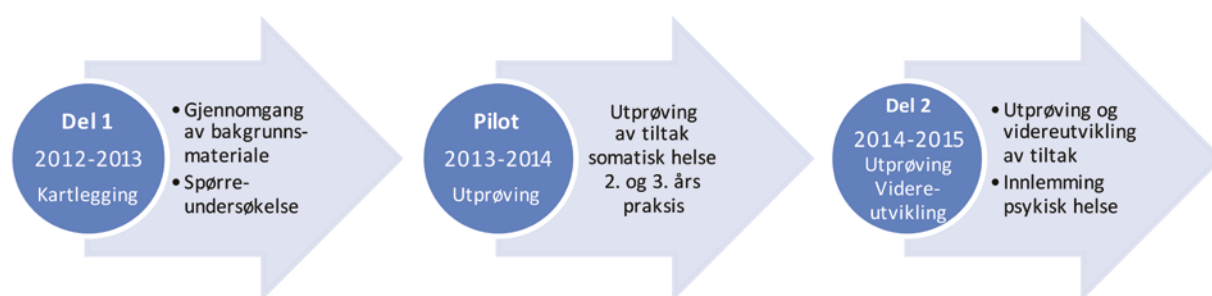 Del 1
2012-2013
Kartlegging
• Gjennomgang
av bakgrunns-
materiale
• Spørre-
undersøkelse
Pilot
2013-2014
Utprøving
Utprøving
av tiltak
somatisk helse
2. og 3. års
praksis
Del 2
2014-2015
Utprøving
Videre-
utvikling
• Utprøving og
videreutvikling
av tiltak
• Innlemming
psykisk helse